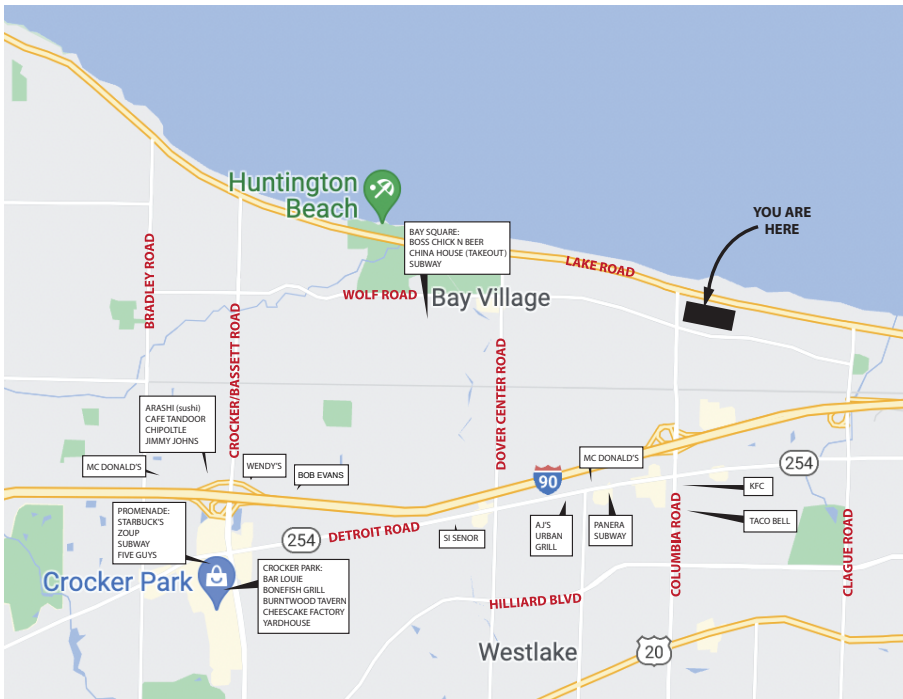 Huntington
Beach
YOU ARE
HERE
BAY SQUARE:
BOSS CHICK N BEER
CHINA HOUSE (TAKEOUT)
SUBWAY
LAKE ROAD
BRADLEY ROAD
WOLF ROAD
Bay Village
CROCKER/BASSETT ROAD
DOVER CENTER ROAD
ARASHI (sushi)
CAFE TANDOOR
CHIPOLTLE
JIMMY JOHNS
MC DONALD'S
WENDY'S
BOB EVANS
MC DONALD'S
254
90
KFC
PROMENADE:
STARBUCK'S
ZOUP
SUBWAY
FIVE GUYS
254
DETROIT ROAD
SI SENOR
AJ'S
URBAN
GRILL
PANERA
SUBWAY
COLUMBIA ROAD
TACO BELL
CLAGUE ROAD
Crocker Park
CROCKER PARK:
BAR LOUIE
BONEFISH GRILL
BURNTWOOD TAVERN
CHEESCAKE FACTORY
YARDHOUSE
HILLIARD BLVD
Westlake
20